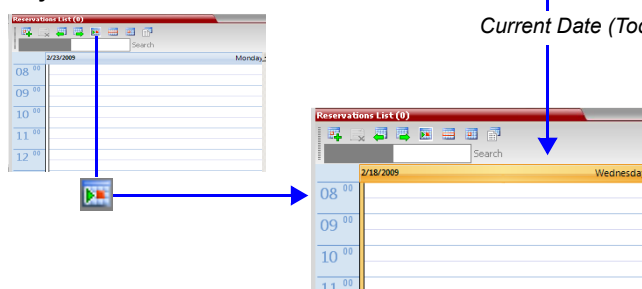 Reservations List (0)
Search
2/23/2009 Monday,
08 00
09 00
10 00
11 00
12 00
Current Date (Tod
Reservations List (0)
Search
2/18/2009 Wednesda
08 00
09 00
10 00
11 00